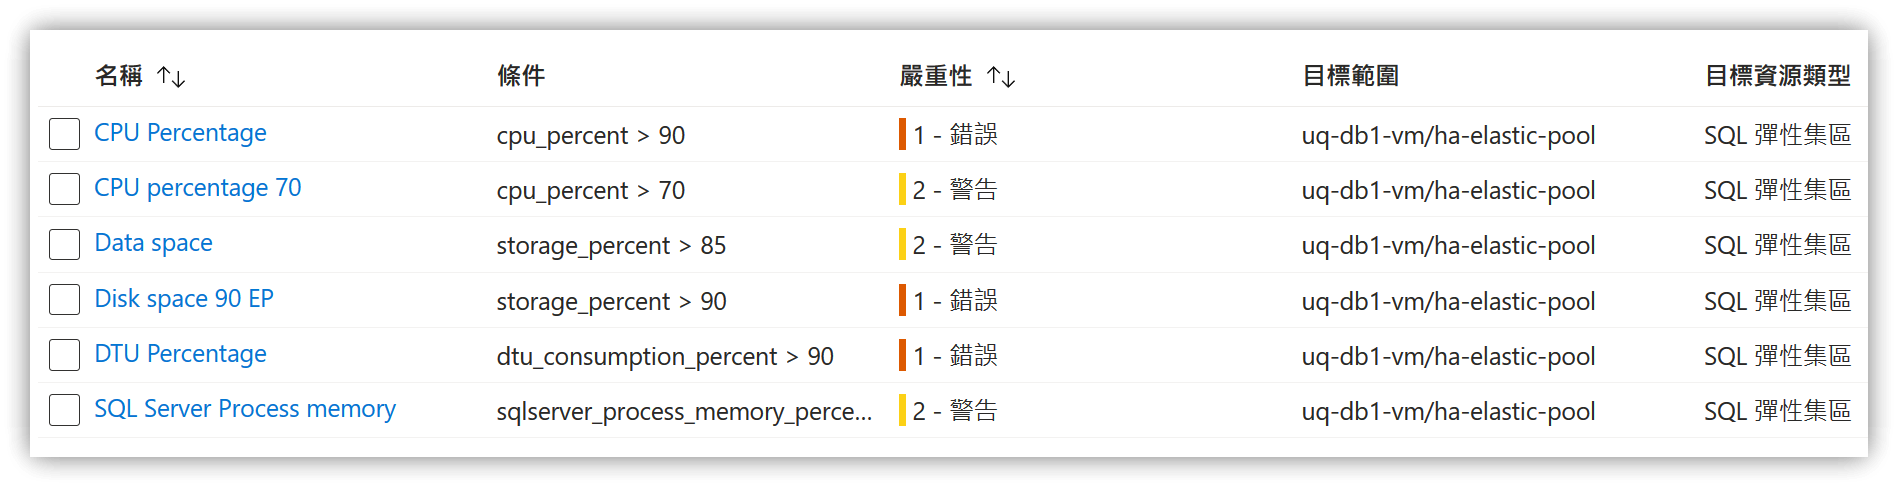 名稱 ↑↓ 條件 嚴重性 ↑↓ 目標範圍 目標資源類型
CPU Percentage cpu_percent > 90 1 - 錯誤 uq-db1-vm/ha-elastic-pool SQL 彈性集區
CPU percentage 70 cpu_percent > 70 2 - 警告 uq-db1-vm/ha-elastic-pool SQL 彈性集區
Data space storage_percent > 85 2 - 警告 uq-db1-vm/ha-elastic-pool SQL 彈性集區
Disk space 90 EP storage_percent > 90 1 - 錯誤 uq-db1-vm/ha-elastic-pool SQL 彈性集區
DTU Percentage dtu_consumption_percent > 90 1 - 錯誤 uq-db1-vm/ha-elastic-pool SQL 彈性集區
SQL Server Process memory sqlserver_process_memory_perce... 2 - 警告 uq-db1-vm/ha-elastic-pool SQL 彈性集區